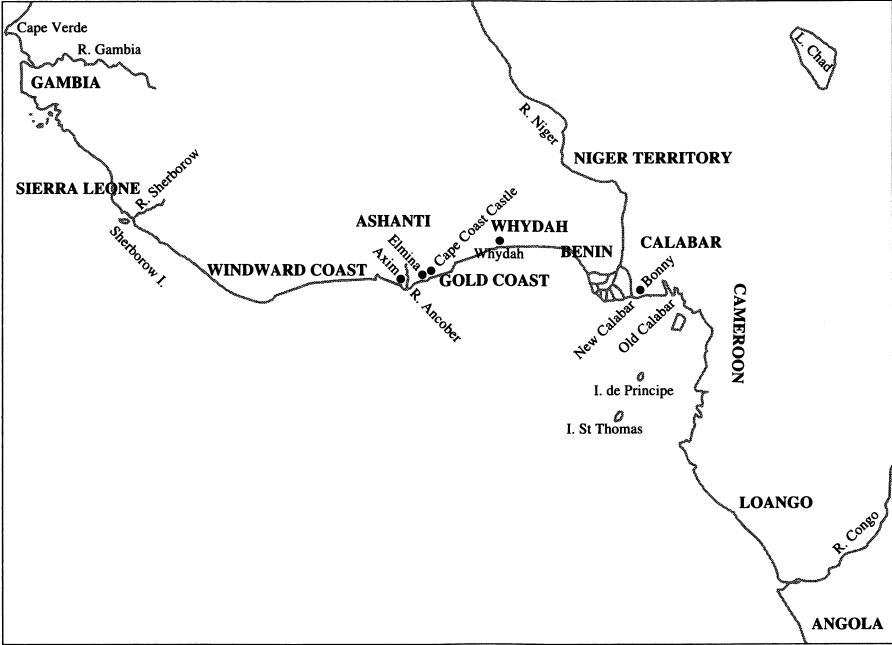 Cape Verde
R. Gambia
GAMBIA
L. Chad
R. Niger
NIGER TERRITORY
SIERRA LEONE
R. Sherborow
Sherborow I.
ASHANTI
WHYDAH
Whydah
Cape Coast Castle
Elmina
Axim
BENIN
CALABAR
WINDWARD COAST
GOLD COAST
R. Ancober
Bonny
New Calabar
Old Calabar
CAMEROON
I. de Principe
I. St Thomas
LOANGO
R. Congo
ANGOLA